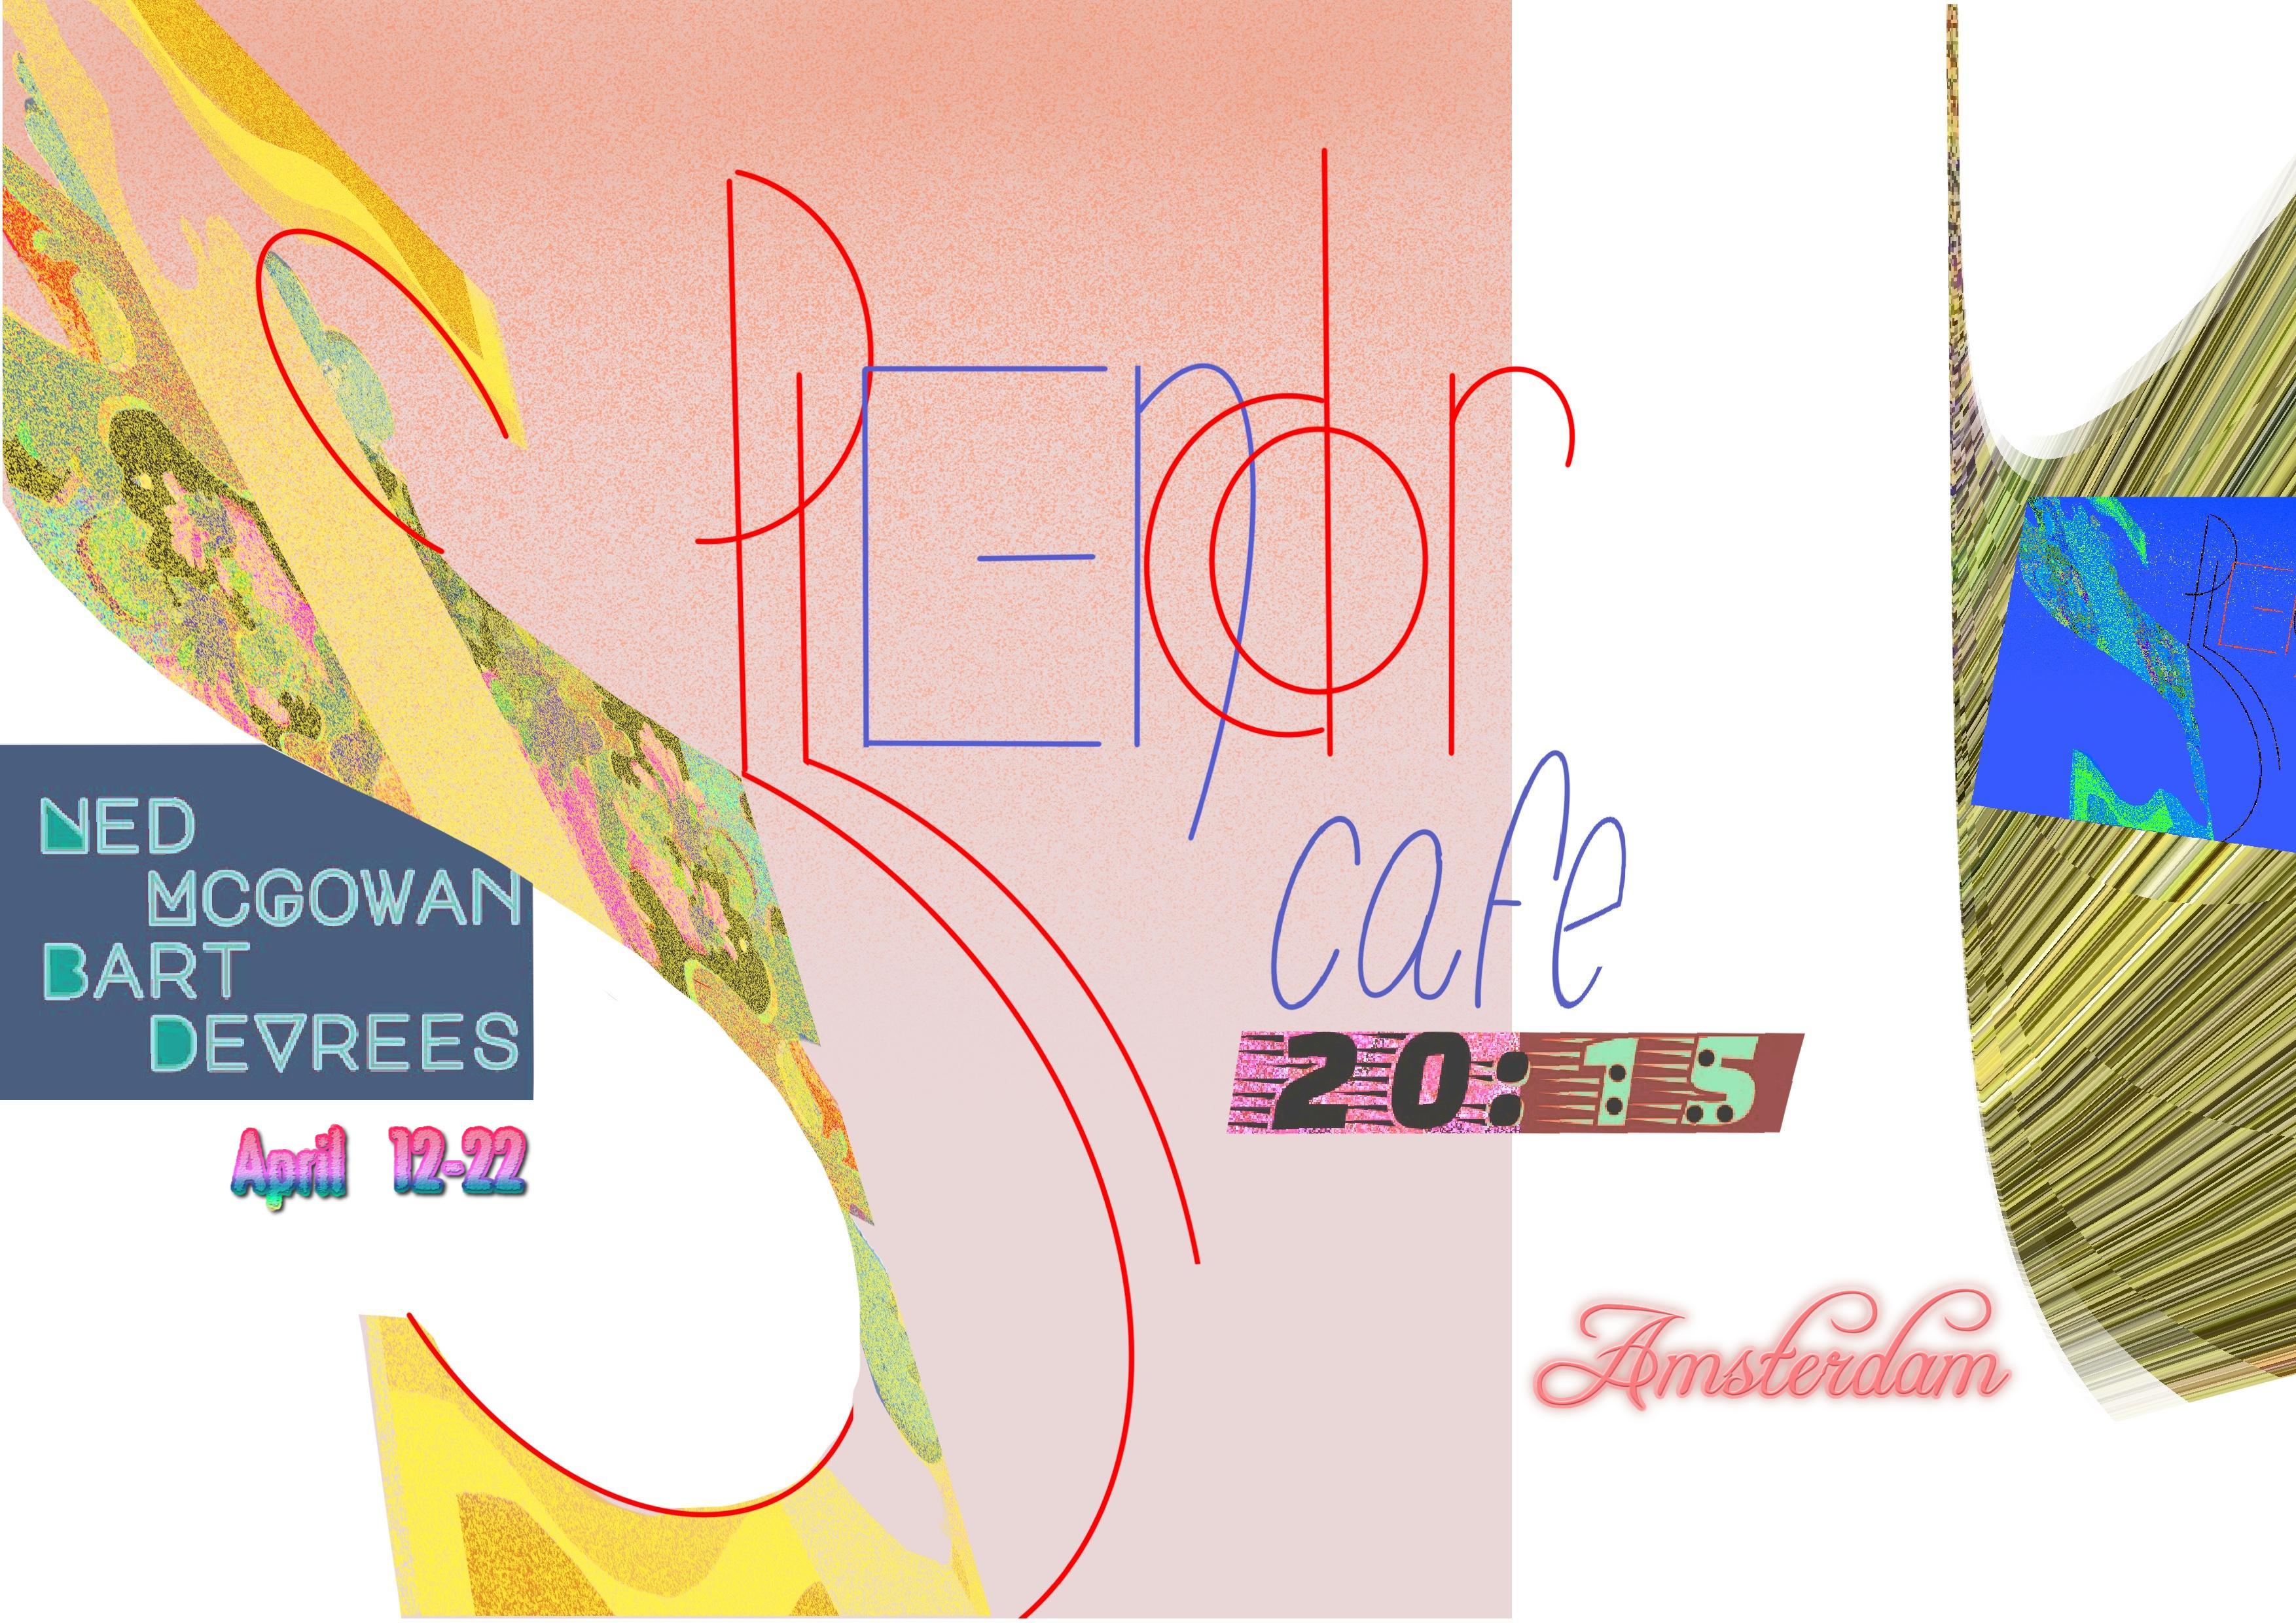 Splendor
cafe
20:15
NED
MCGOWAN
BART
DEVREES
April 12-22
Amsterdam